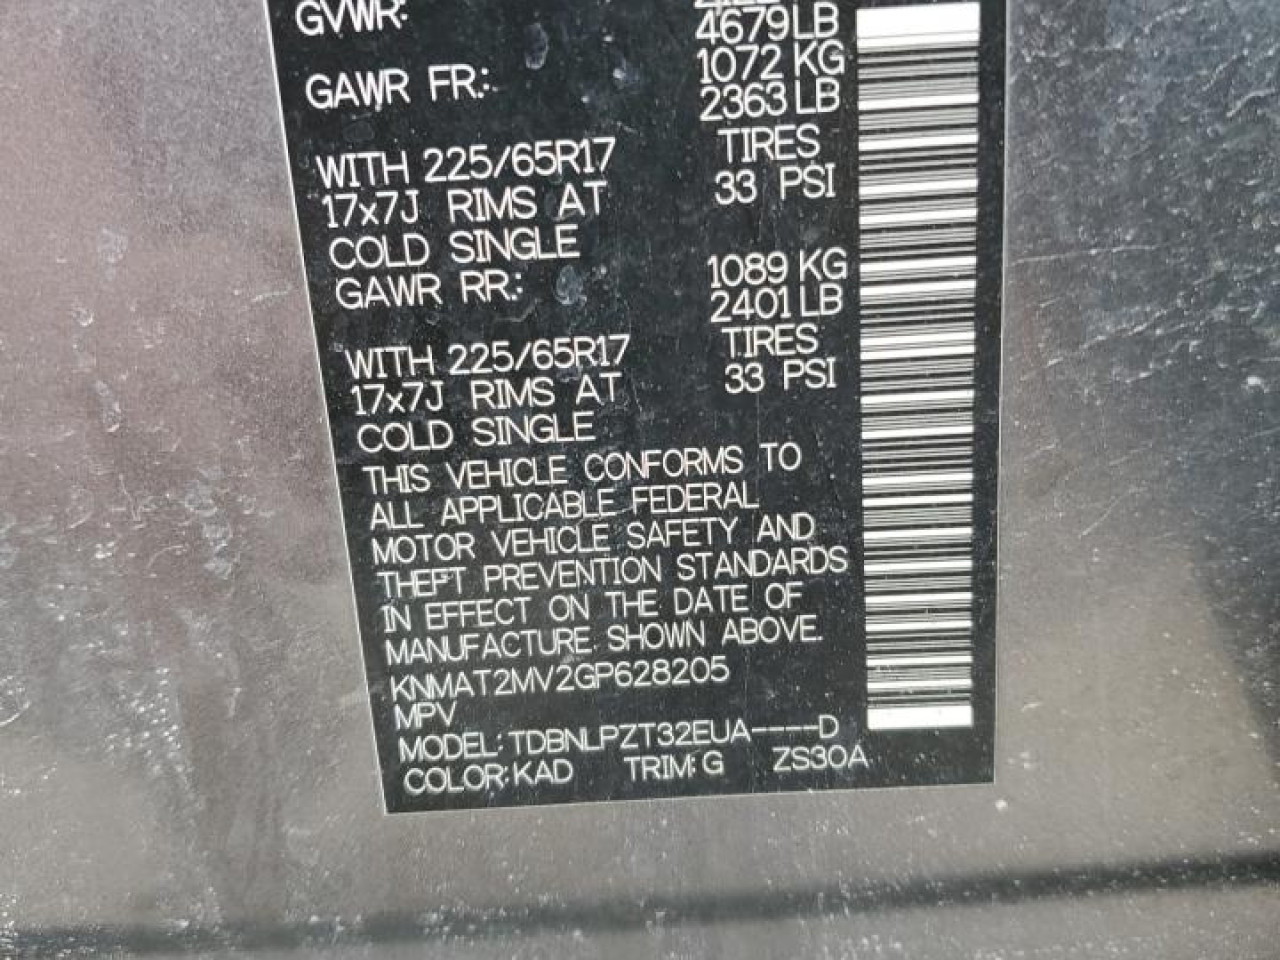 GVWR:
4679 LB
GAWR FR.: 1072 KG
2363 LB
WITH 225/65R17 TIRES
17x7J RIMS AT 33 PSI
COLD SINGLE
GAWR RR.: 1089 KG
2401 LB
WITH 225/65R17 TIRES
17x7J RIMS AT 33 PSI
COLD SINGLE
THIS VEHICLE CONFORMS TO
ALL APPLICABLE FEDERAL
MOTOR VEHICLE SAFETY AND
THEFT PREVENTION STANDARDS
IN EFFECT ON THE DATE OF
MANUFACTURE SHOWN ABOVE.
KNMAT2MV2GP628205
MPV
MODEL: TDBNLPZT32EUA----D
COLOR: KAD TRIM: G ZS30A